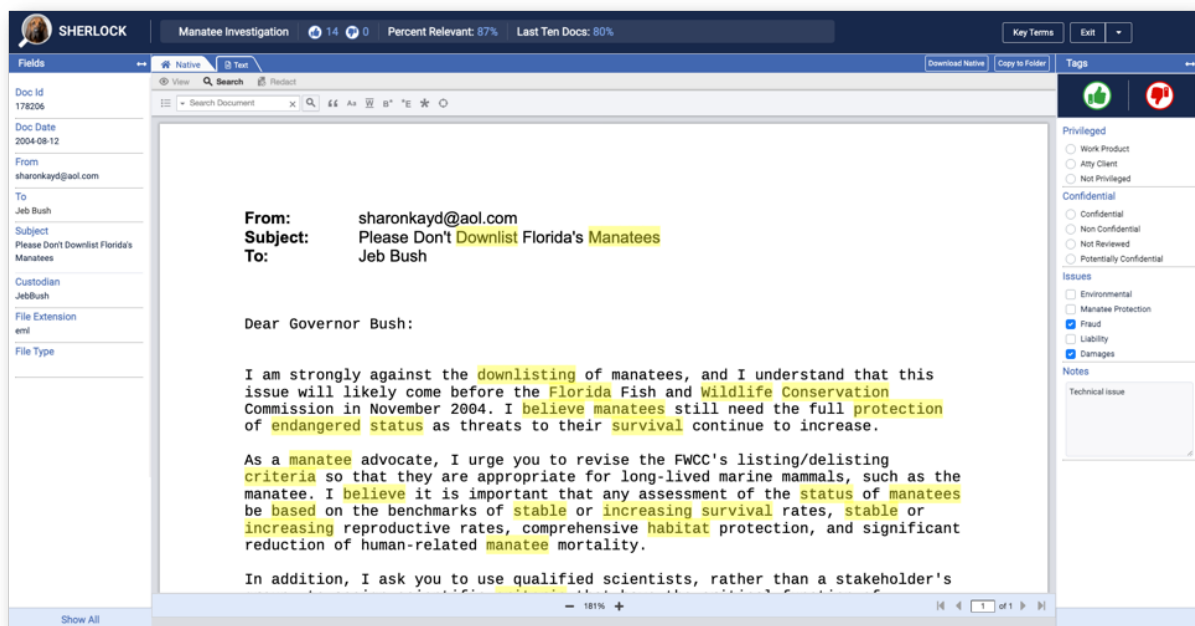 SHERLOCK
Manatee Investigation 14 0 Percent Relevant: 87% Last Ten Docs: 80%
Key Terms Exit
Fields
Doc Id
178206
Doc Date
2004-08-12
From
sharonkayd@aol.com
To
Jeb Bush
Subject
Please Don't Downlist Florida's
Manatees
Custodian
JebBush
File Extension
eml
File Type
Show All
Native Text
Download Native Copy to Folder
View Search Redact
Search Document
From: sharonkayd@aol.com
Subject: Please Don't Downlist Florida's Manatees
To: Jeb Bush
Dear Governor Bush:
I am strongly against the downlisting of manatees, and I understand that this
issue will likely come before the Florida Fish and Wildlife Conservation
Commission in November 2004. I believe manatees still need the full protection
of endangered status as threats to their survival continue to increase.
As a manatee advocate, I urge you to revise the FWCC's listing/delisting
criteria so that they are appropriate for long-lived marine mammals, such as the
manatee. I believe it is important that any assessment of the status of manatees
be based on the benchmarks of stable or increasing survival rates, stable or
increasing reproductive rates, comprehensive habitat protection, and significant
reduction of human-related manatee mortality.
In addition, I ask you to use qualified scientists, rather than a stakeholder's
181%
1 of 1
Tags
Privileged
Work Product
Atty Client
Not Privileged
Confidential
Confidential
Non Confidential
Not Reviewed
Potentially Confidential
Issues
Environmental
Manatee Protection
Fraud
Liability
Damages
Notes
Technical issue